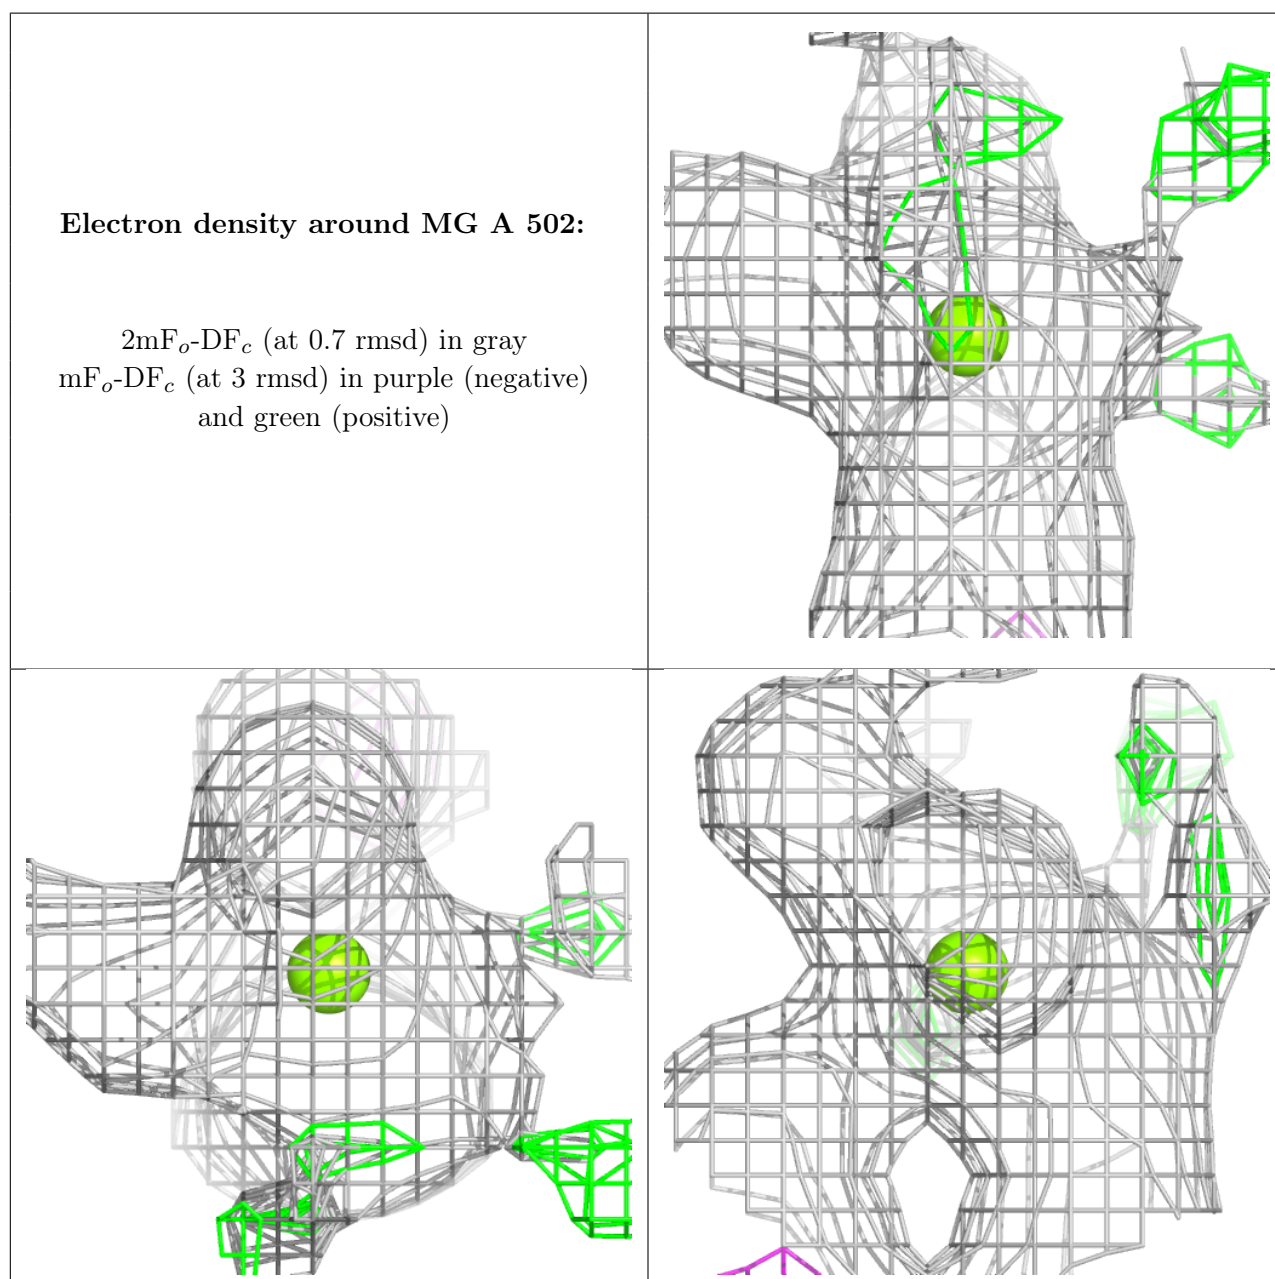 Electron density around MG A 502:
2mFo-DFc (at 0.7 rmsd) in gray
mFo-DFc (at 3 rmsd) in purple (negative)
and green (positive)